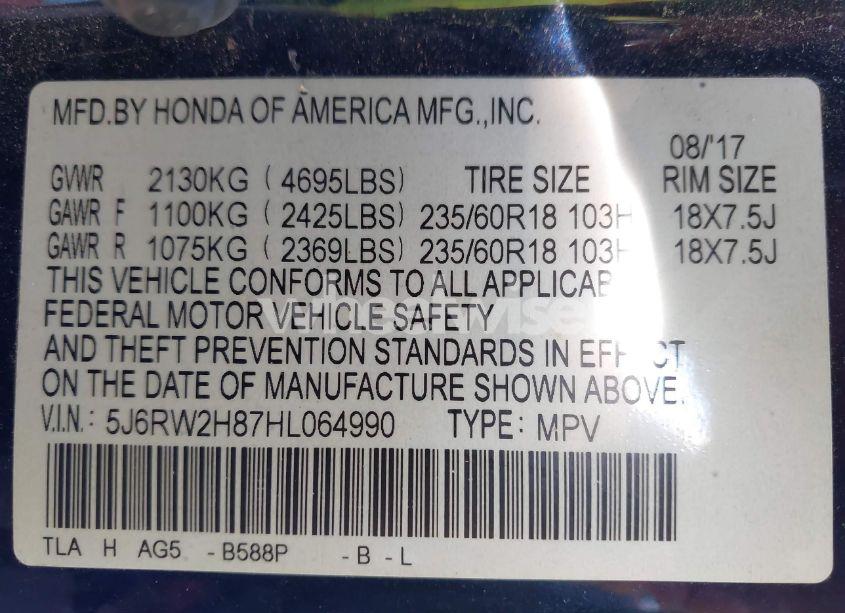 MFD.BY HONDA OF AMERICA MFG.,INC.
08/'17
GVWR 2130KG ( 4695LBS) TIRE SIZE RIM SIZE
GAWR F 1100KG ( 2425LBS) 235/60R18 103H 18X7.5J
GAWR R 1075KG ( 2369LBS) 235/60R18 103H 18X7.5J
THIS VEHICLE CONFORMS TO ALL APPLICAB
FEDERAL MOTOR VEHICLE SAFETY
AND THEFT PREVENTION STANDARDS IN EFFECT
ON THE DATE OF MANUFACTURE SHOWN ABOVE.
V.I.N.: 5J6RW2H87HL064990 TYPE: MPV
TLA H AG5 -B588P -B -L